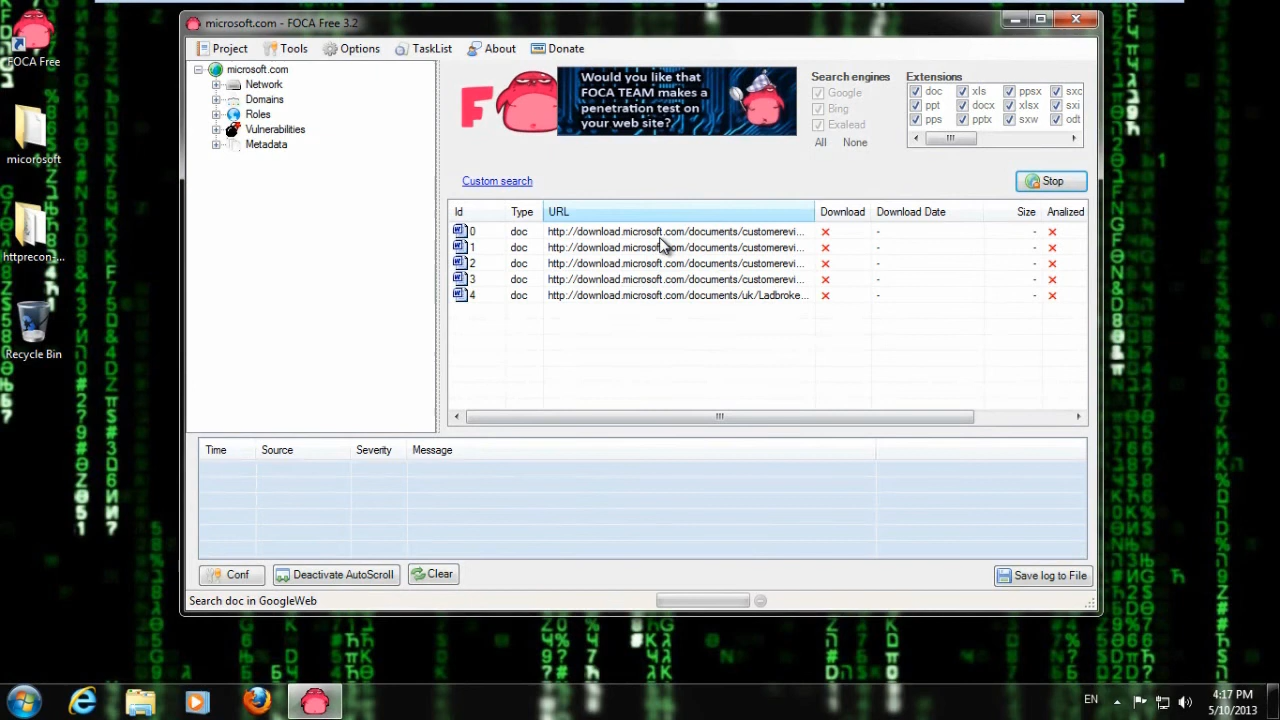 microsoft.com - FOCA Free 3.2
FOCA Free
micorosoft
httprecon-...
Recycle Bin
Project Tools Options TaskList About Donate
microsoft.com
Network
Domains
Roles
Vulnerabilities
Metadata
F
Would you like that
FOCA TEAM makes a
penetration test on
your web site?
Search engines
Google
Bing
Exalead
All None
Extensions
doc xls ppsx sxc
ppt docx xlsx sxi
pps pptx sxw odt
Custom search
Stop
Id Type URL Download Download Date Size Analized
0 doc http://download.microsoft.com/documents/customerevi... - -
1 doc http://download.microsoft.com/documents/customerevi... - -
2 doc http://download.microsoft.com/documents/customerevi... - -
3 doc http://download.microsoft.com/documents/customerevi... - -
4 doc http://download.microsoft.com/documents/uk/Ladbroke... - -
Time Source Severity Message
Conf Deactivate AutoScroll Clear Save log to File
Search doc in GoogleWeb
EN
4:17 PM
5/10/2013